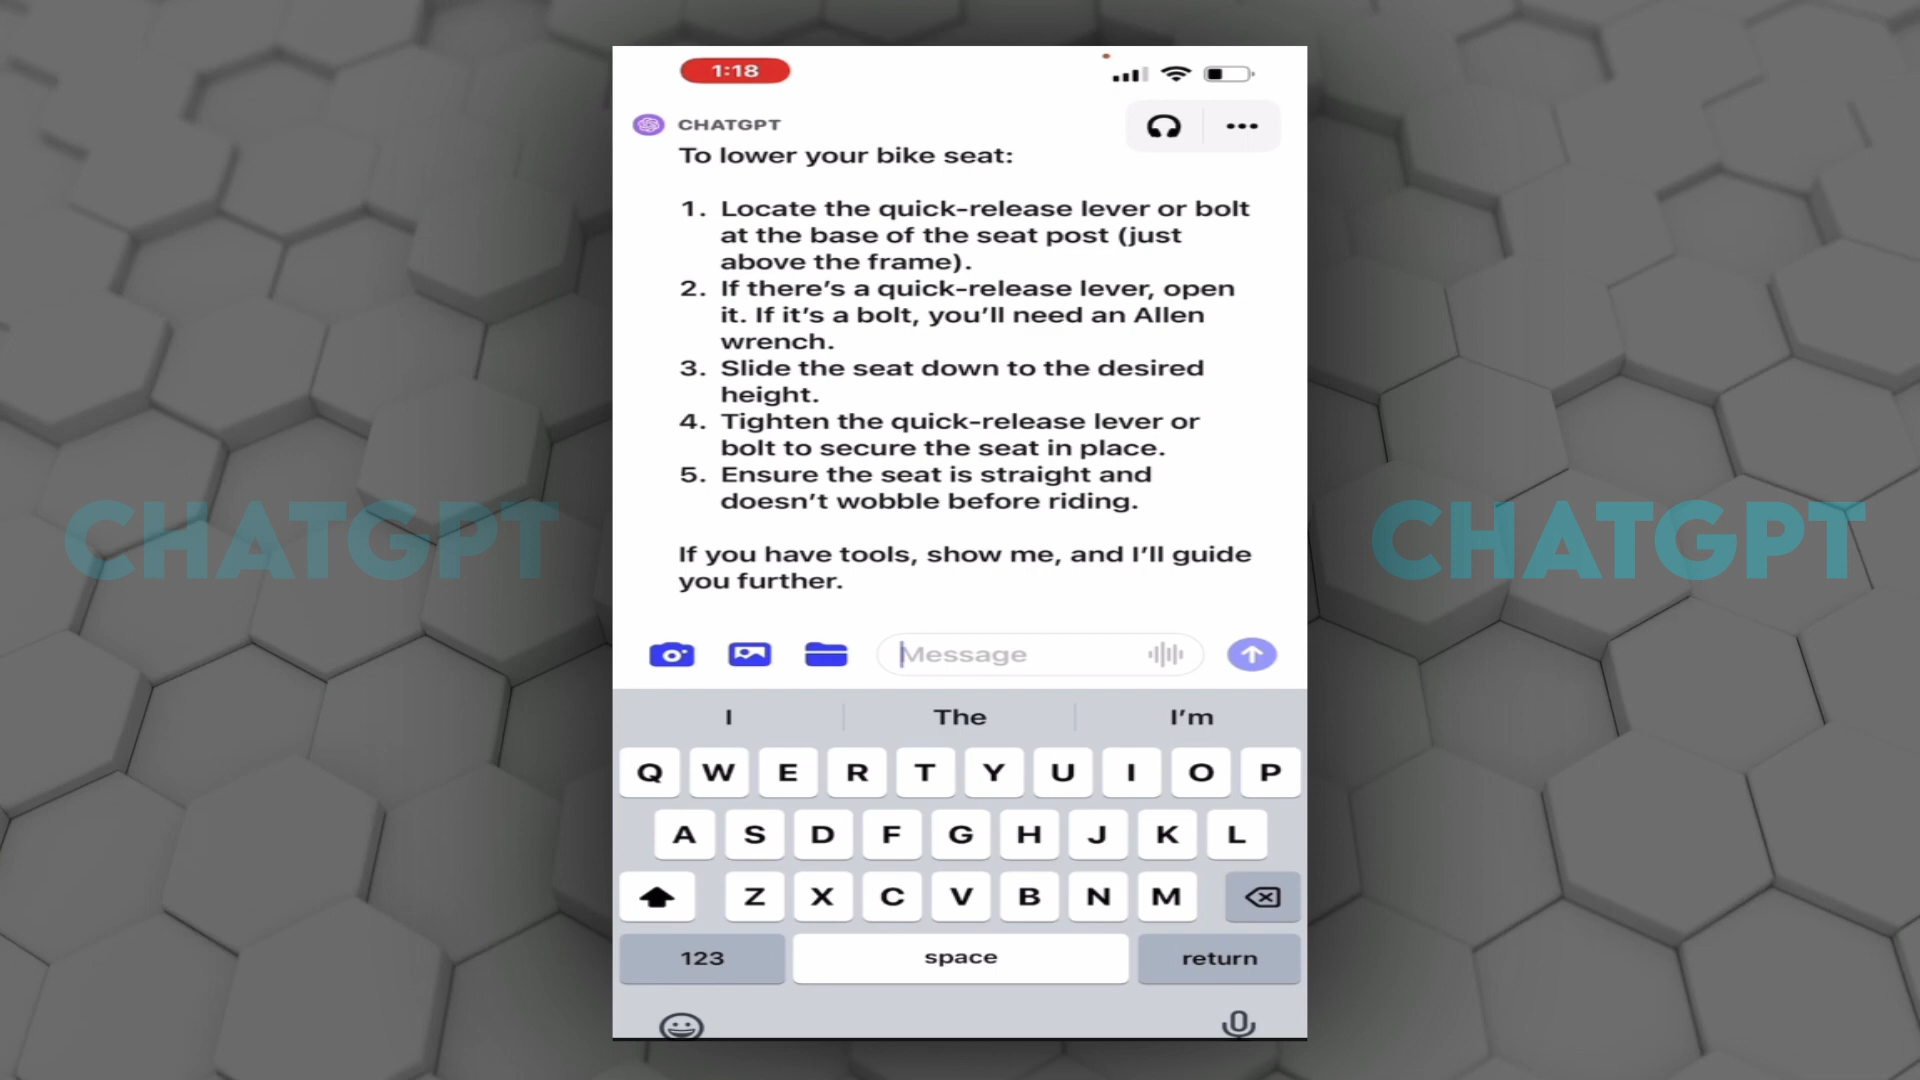 1:18
CHATGPT
To lower your bike seat:
1. Locate the quick-release lever or bolt
at the base of the seat post (just
above the frame).
2. If there's a quick-release lever, open
it. If it's a bolt, you'll need an Allen
wrench.
3. Slide the seat down to the desired
height.
4. Tighten the quick-release lever or
bolt to secure the seat in place.
5. Ensure the seat is straight and
doesn't wobble before riding.
CHATGPT
CHATGPT
If you have tools, show me, and I'll guide
you further.
Message
I The I'm
Q W E R T Y U I O P
A S D F G H J K L
Z X C V B N M
123 space return